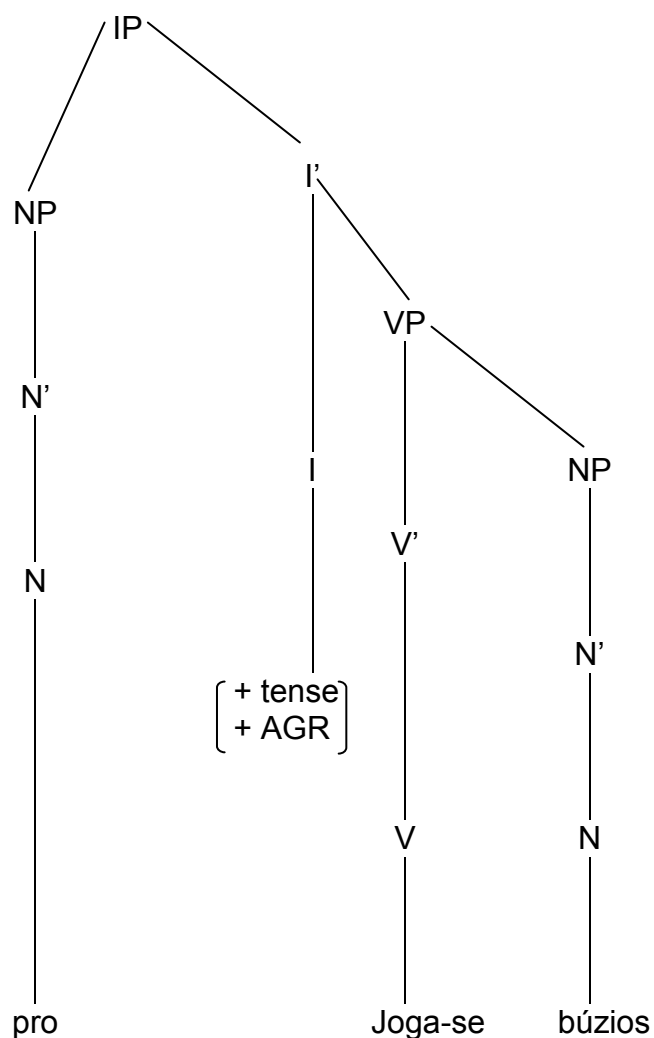 IP
I’
NP
VP
N’
I
NP
V’
N
N’
+ tense
+ AGR
V
N
pro
Joga-se
búzios